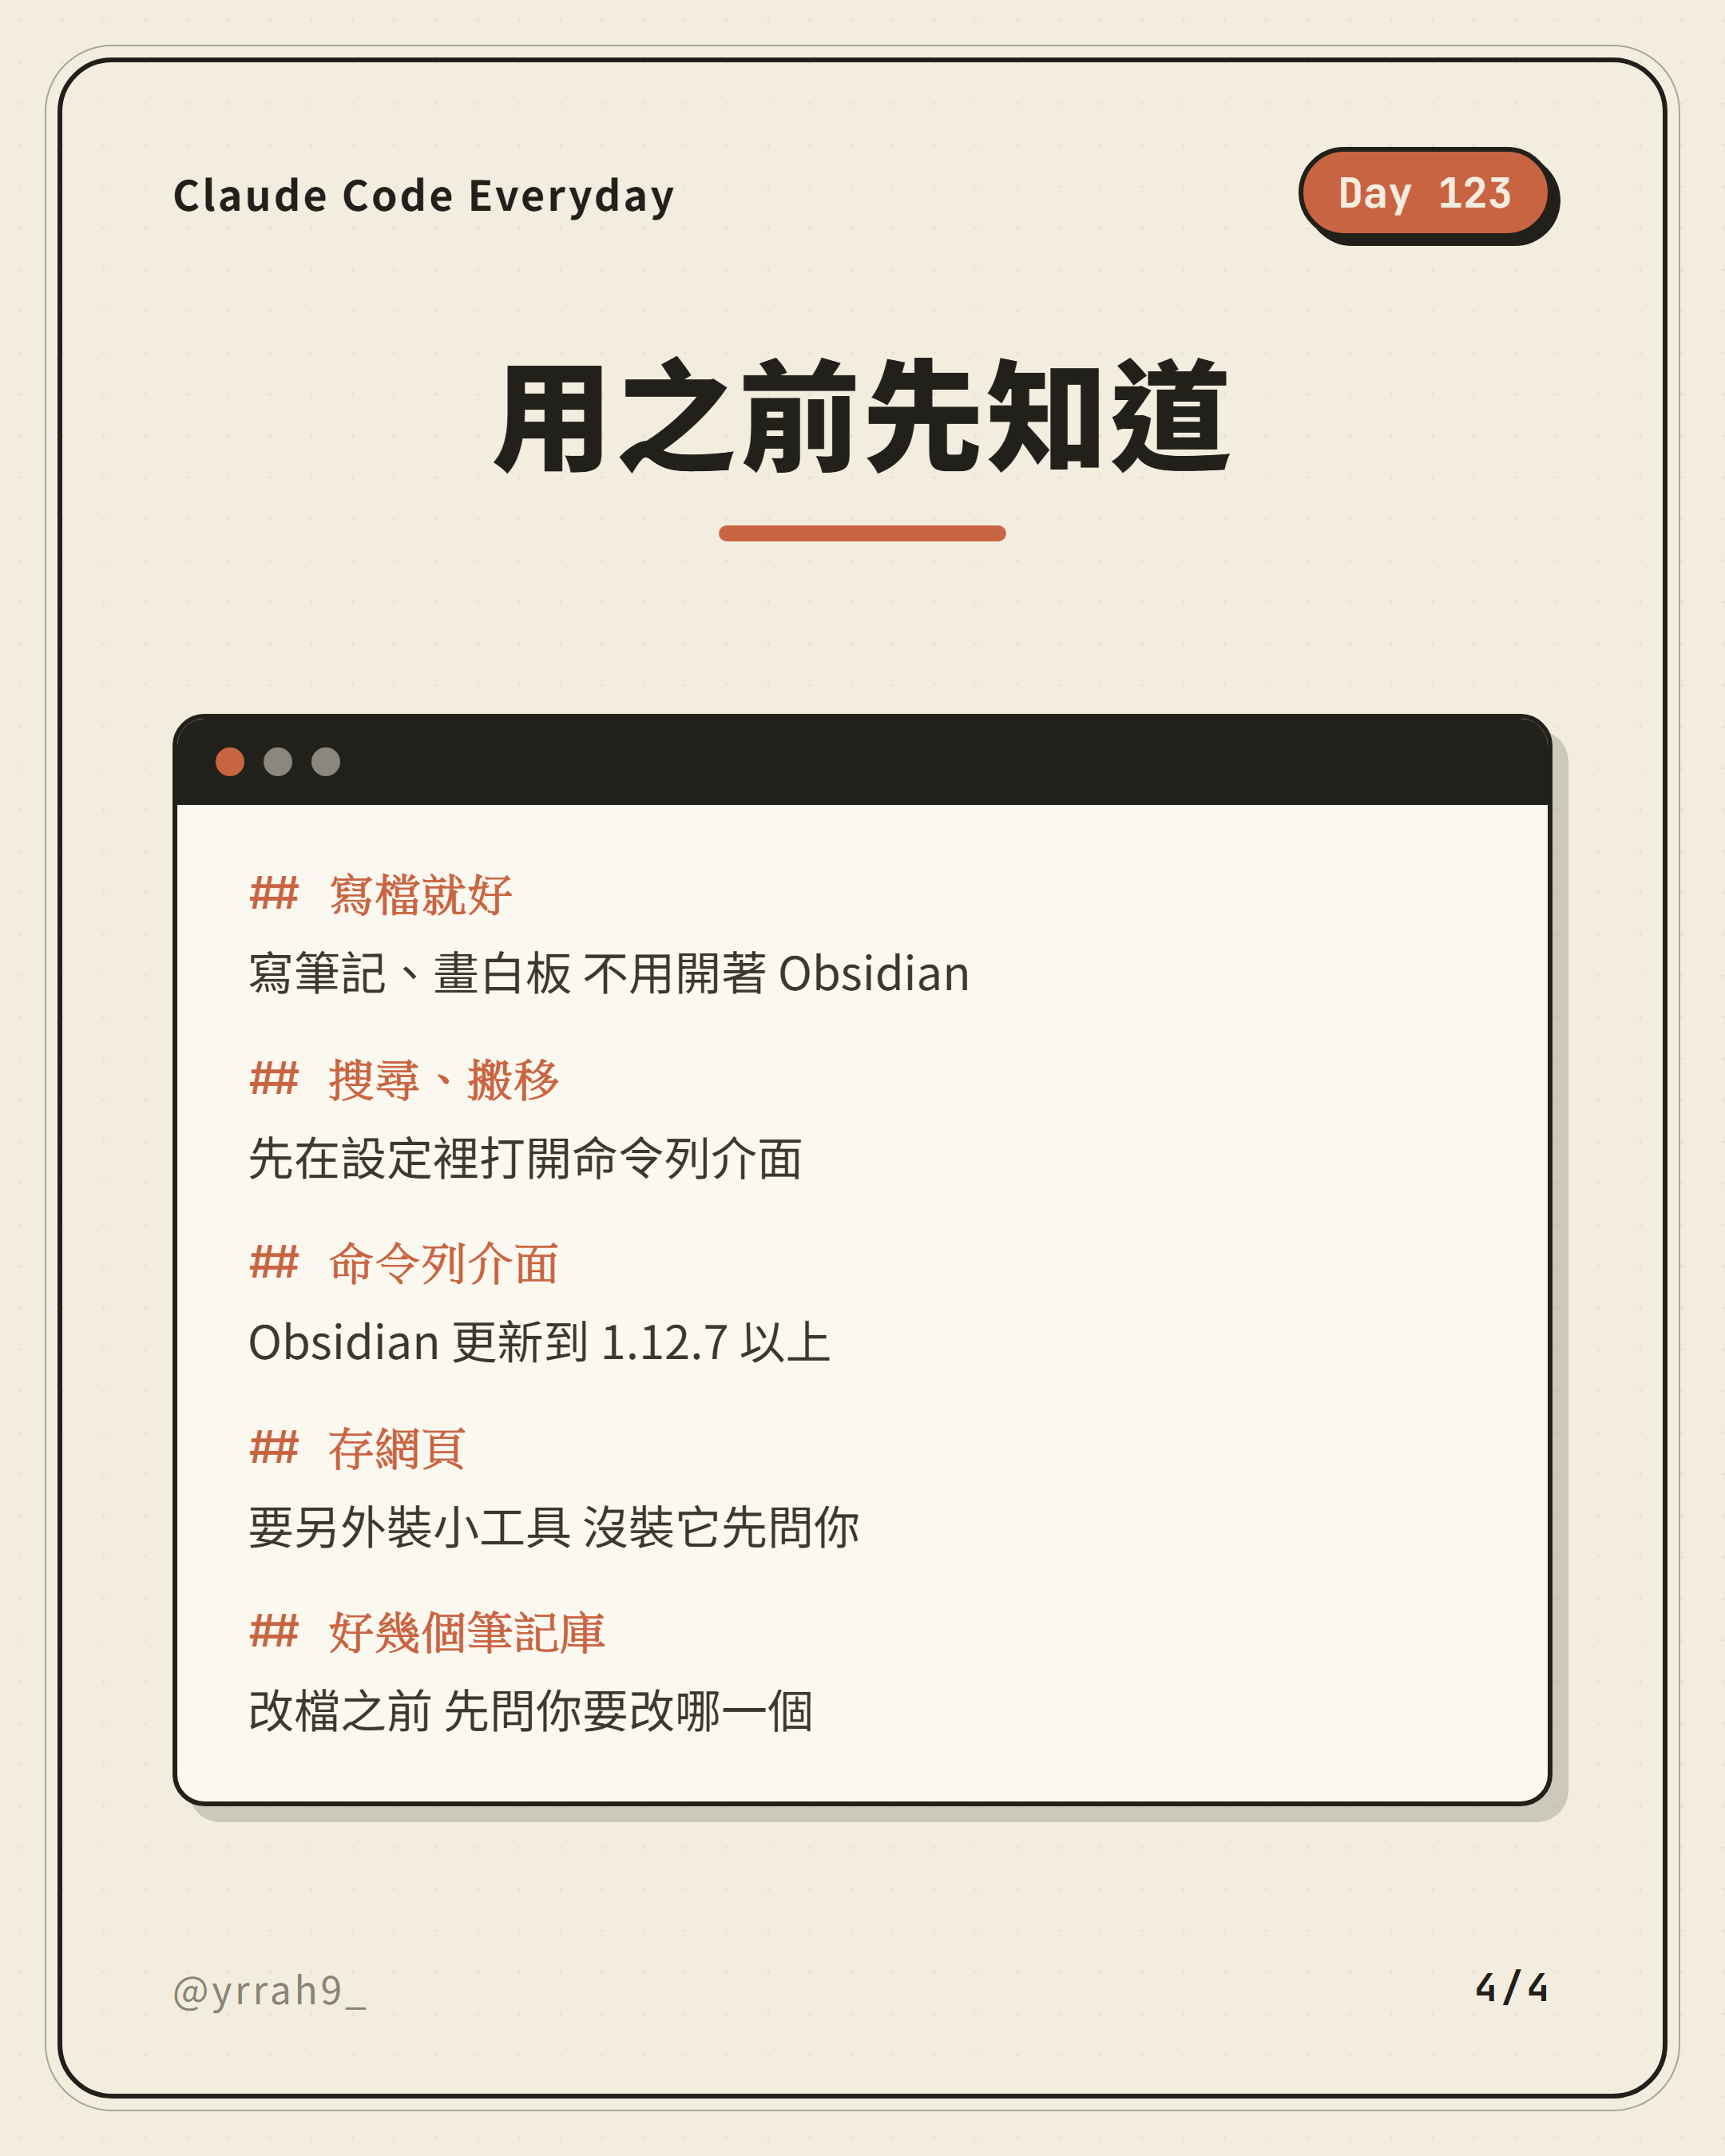 Claude Code Everyday
Day 123
用之前先知道
## 寫檔就好
寫筆記、畫白板 不用開著 Obsidian
## 搜尋、搬移
先在設定裡打開命令列介面
## 命令列介面
Obsidian 更新到 1.12.7 以上
## 存網頁
要另外裝小工具 沒裝它先問你
## 好幾個筆記庫
改檔之前 先問你要改哪一個
@yrrah9_
4/4